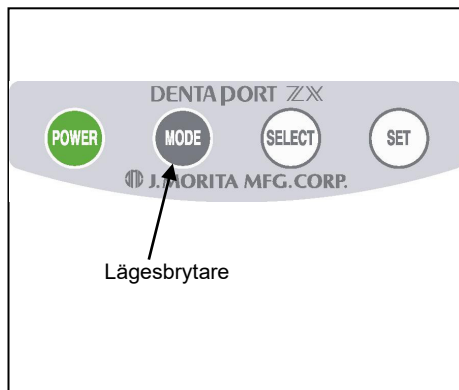 DENTAPORT ZX
POWER MODE SELECT SET
J.MORITA MFG.CORP.
Lägesbrytare